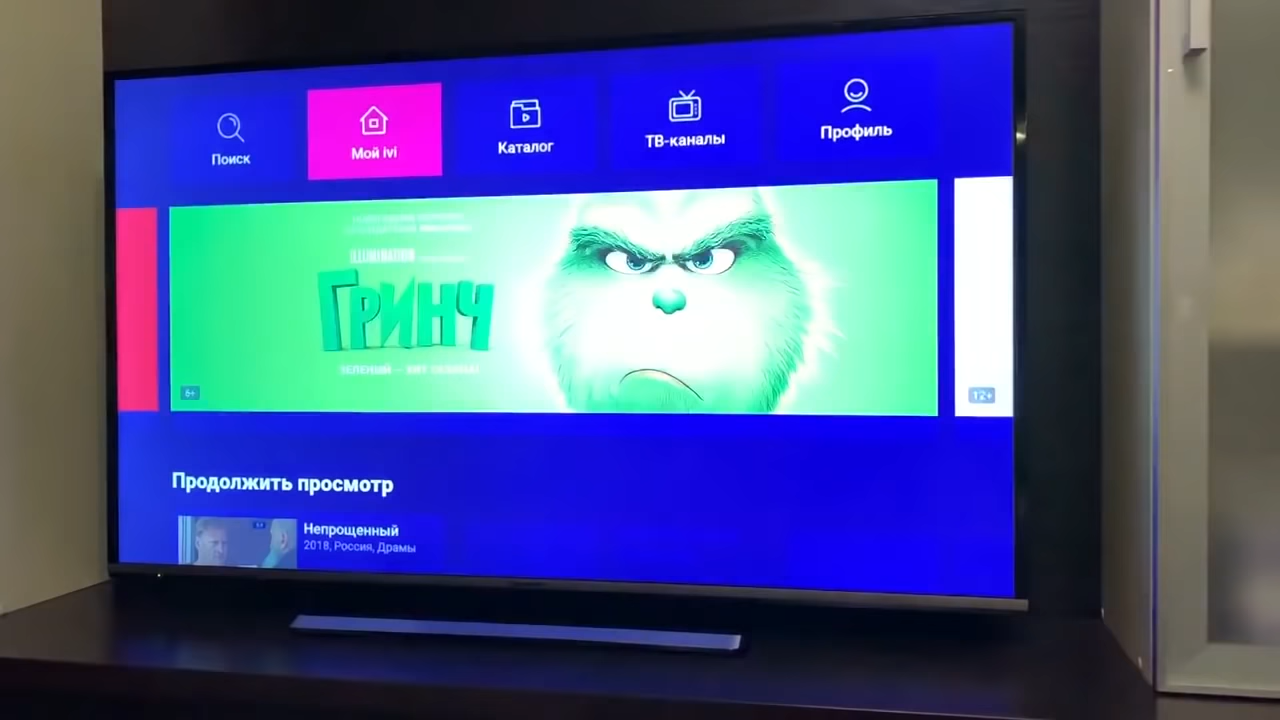 Поиск
Мой ivi
Каталог
ТВ-каналы
Профиль
ILLUMINATION
ГРИНЧ
6+
12+
Продолжить просмотр
Непрощенный
2018, Россия, Драмы